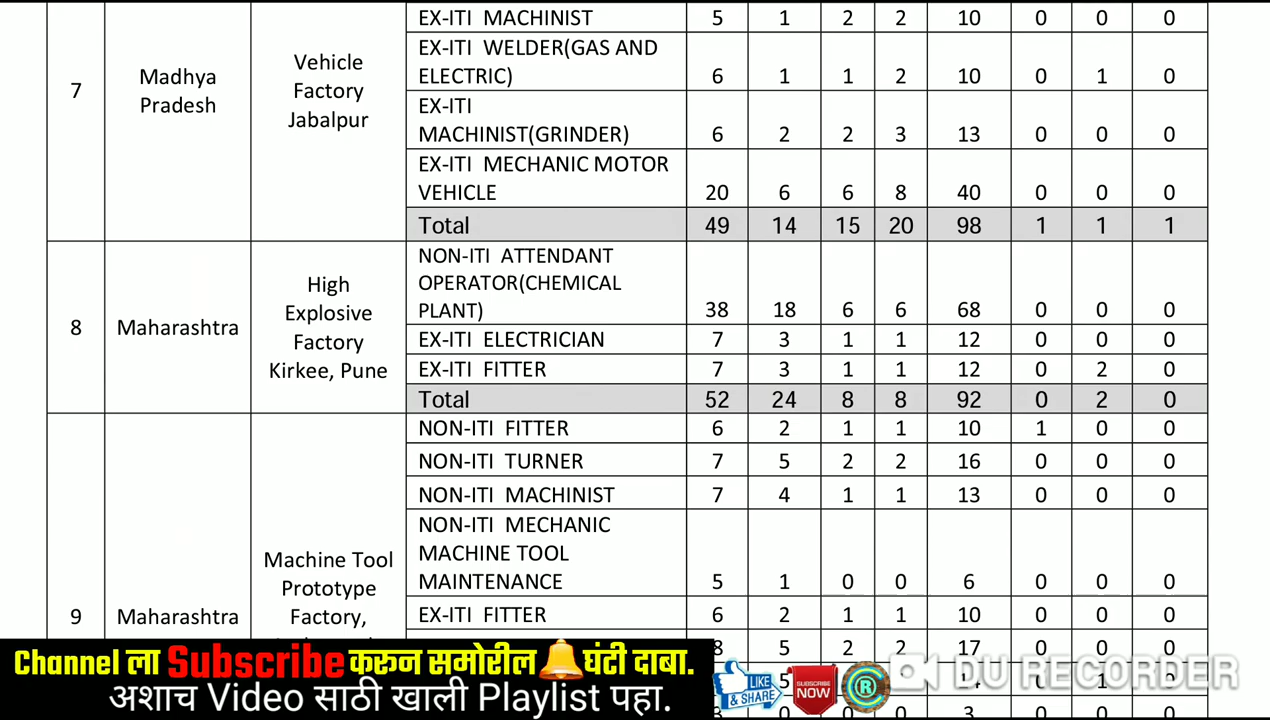 EX-ITI MACHINIST 5 1 2 2 10 0 0 0
7 Madhya Pradesh Vehicle Factory Jabalpur
EX-ITI WELDER(GAS AND
ELECTRIC) 6 1 1 2 10 0 1 0
EX-ITI
MACHINIST(GRINDER) 6 2 2 3 13 0 0 0
EX-ITI MECHANIC MOTOR
VEHICLE 20 6 6 8 40 0 0 0
Total 49 14 15 20 98 1 1 1
8 Maharashtra High Explosive Factory Kirkee, Pune
NON-ITI ATTENDANT
OPERATOR(CHEMICAL
PLANT) 38 18 6 6 68 0 0 0
EX-ITI ELECTRICIAN 7 3 1 1 12 0 0 0
EX-ITI FITTER 7 3 1 1 12 0 2 0
Total 52 24 8 8 92 0 2 0
9 Maharashtra Machine Tool Prototype Factory,
NON-ITI FITTER 6 2 1 1 10 1 0 0
NON-ITI TURNER 7 5 2 2 16 0 0 0
NON-ITI MACHINIST 7 4 1 1 13 0 0 0
NON-ITI MECHANIC
MACHINE TOOL
MAINTENANCE 5 1 0 0 6 0 0 0
EX-ITI FITTER 6 2 1 1 10 0 0 0
8 5 2 2 17
Channel ला Subscribe करून समोरील घंटी दाबा.
अशाच Video साठी खाली Playlist पहा.
LIKE
& SHARE
SUBSCRIBE
NOW
®
DU RECORDER
3